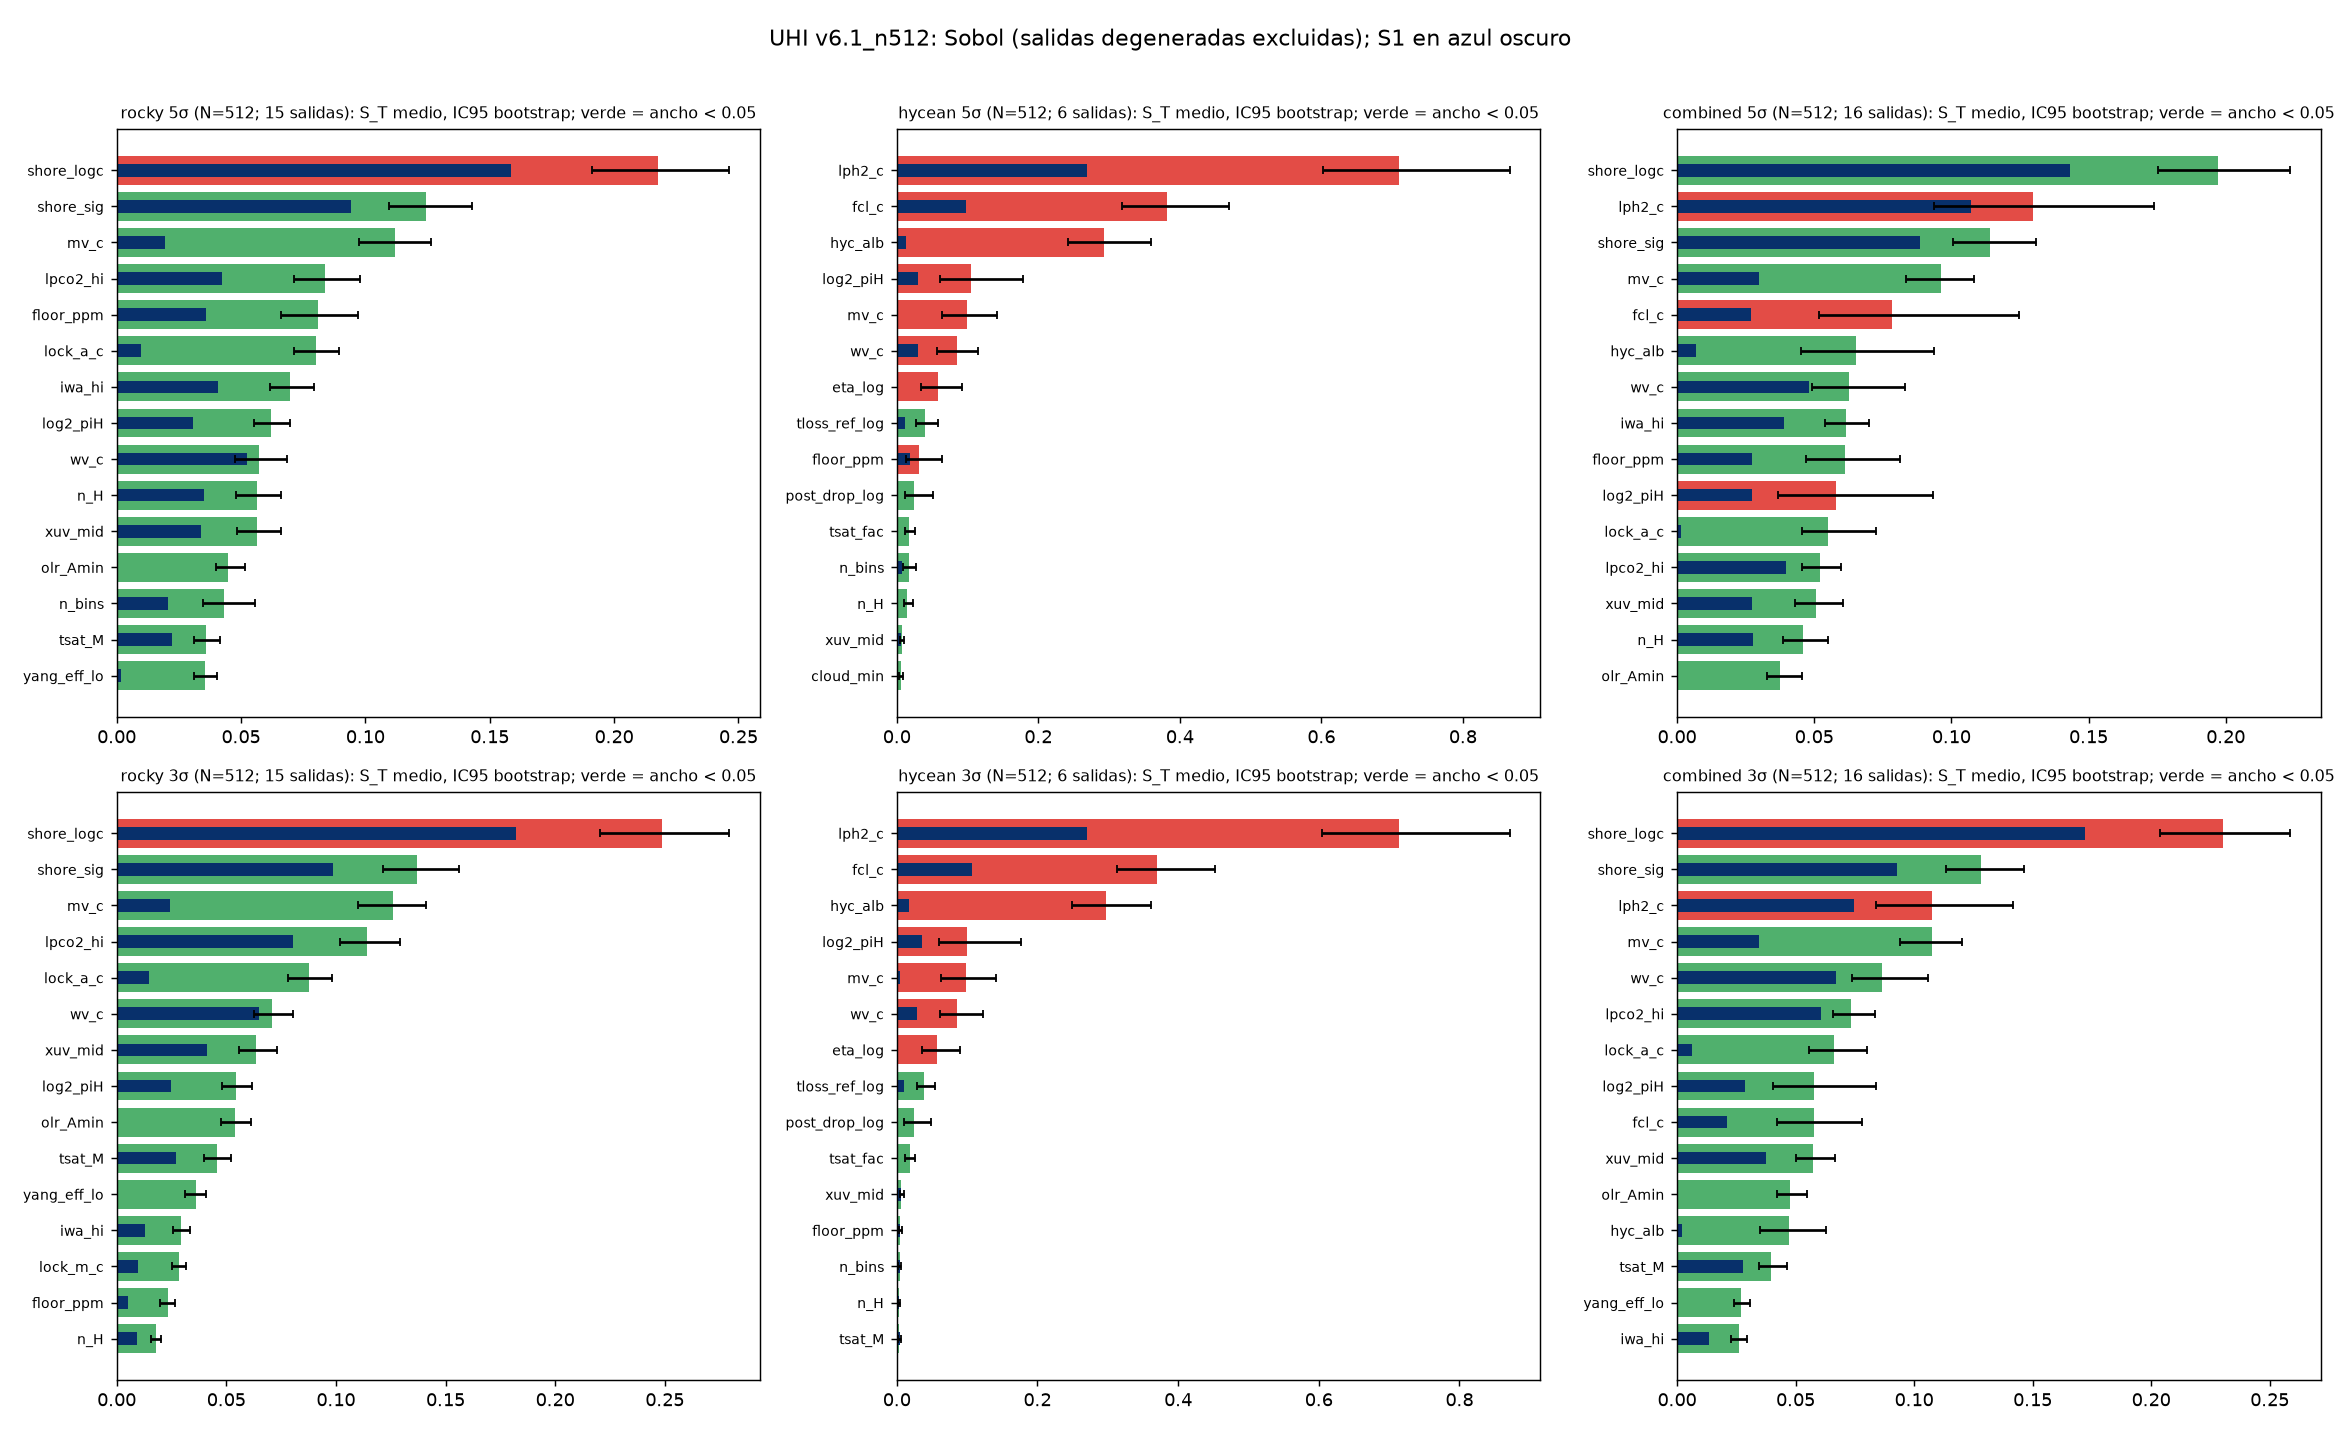 UHI v6.1_n512: Sobol (salidas degeneradas excluidas); S1 en azul oscuro
rocky 5σ (N=512; 15 salidas): S_T medio, IC95 bootstrap; verde = ancho < 0.05
shore_logc
shore_sig
mv_c
lpco2_hi
floor_ppm
lock_a_c
iwa_hi
log2_piH
wv_c
n_H
xuv_mid
olr_Amin
n_bins
tsat_M
yang_eff_lo
0.00 0.05 0.10 0.15 0.20 0.25
hycean 5σ (N=512; 6 salidas): S_T medio, IC95 bootstrap; verde = ancho < 0.05
lph2_c
fcl_c
hyc_alb
log2_piH
mv_c
wv_c
eta_log
tloss_ref_log
floor_ppm
post_drop_log
tsat_fac
n_bins
n_H
xuv_mid
cloud_min
0.0 0.2 0.4 0.6 0.8
combined 5σ (N=512; 16 salidas): S_T medio, IC95 bootstrap; verde = ancho < 0.05
shore_logc
lph2_c
shore_sig
mv_c
fcl_c
hyc_alb
wv_c
iwa_hi
floor_ppm
log2_piH
lock_a_c
lpco2_hi
xuv_mid
n_H
olr_Amin
0.00 0.05 0.10 0.15 0.20
rocky 3σ (N=512; 15 salidas): S_T medio, IC95 bootstrap; verde = ancho < 0.05
shore_logc
shore_sig
mv_c
lpco2_hi
lock_a_c
wv_c
xuv_mid
log2_piH
olr_Amin
tsat_M
yang_eff_lo
iwa_hi
lock_m_c
floor_ppm
n_H
0.00 0.05 0.10 0.15 0.20 0.25
hycean 3σ (N=512; 6 salidas): S_T medio, IC95 bootstrap; verde = ancho < 0.05
lph2_c
fcl_c
hyc_alb
log2_piH
mv_c
wv_c
eta_log
tloss_ref_log
post_drop_log
tsat_fac
xuv_mid
floor_ppm
n_bins
n_H
tsat_M
0.0 0.2 0.4 0.6 0.8
combined 3σ (N=512; 16 salidas): S_T medio, IC95 bootstrap; verde = ancho < 0.05
shore_logc
shore_sig
lph2_c
mv_c
wv_c
lpco2_hi
lock_a_c
log2_piH
fcl_c
xuv_mid
olr_Amin
hyc_alb
tsat_M
yang_eff_lo
iwa_hi
0.00 0.05 0.10 0.15 0.20 0.25